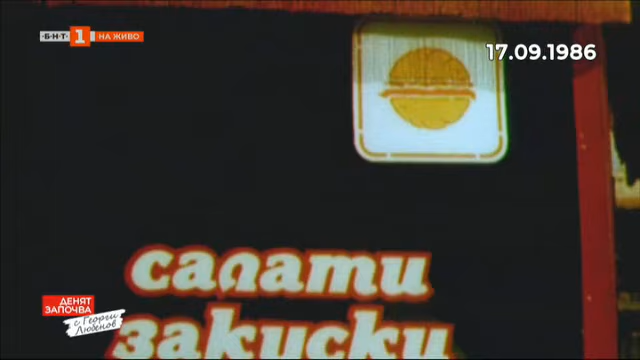 БНТ 1 НА ЖИВО
17.09.1986
салати
закуски
ДЕНЯТ
ЗАПОЧВА
с Георги
Любенов